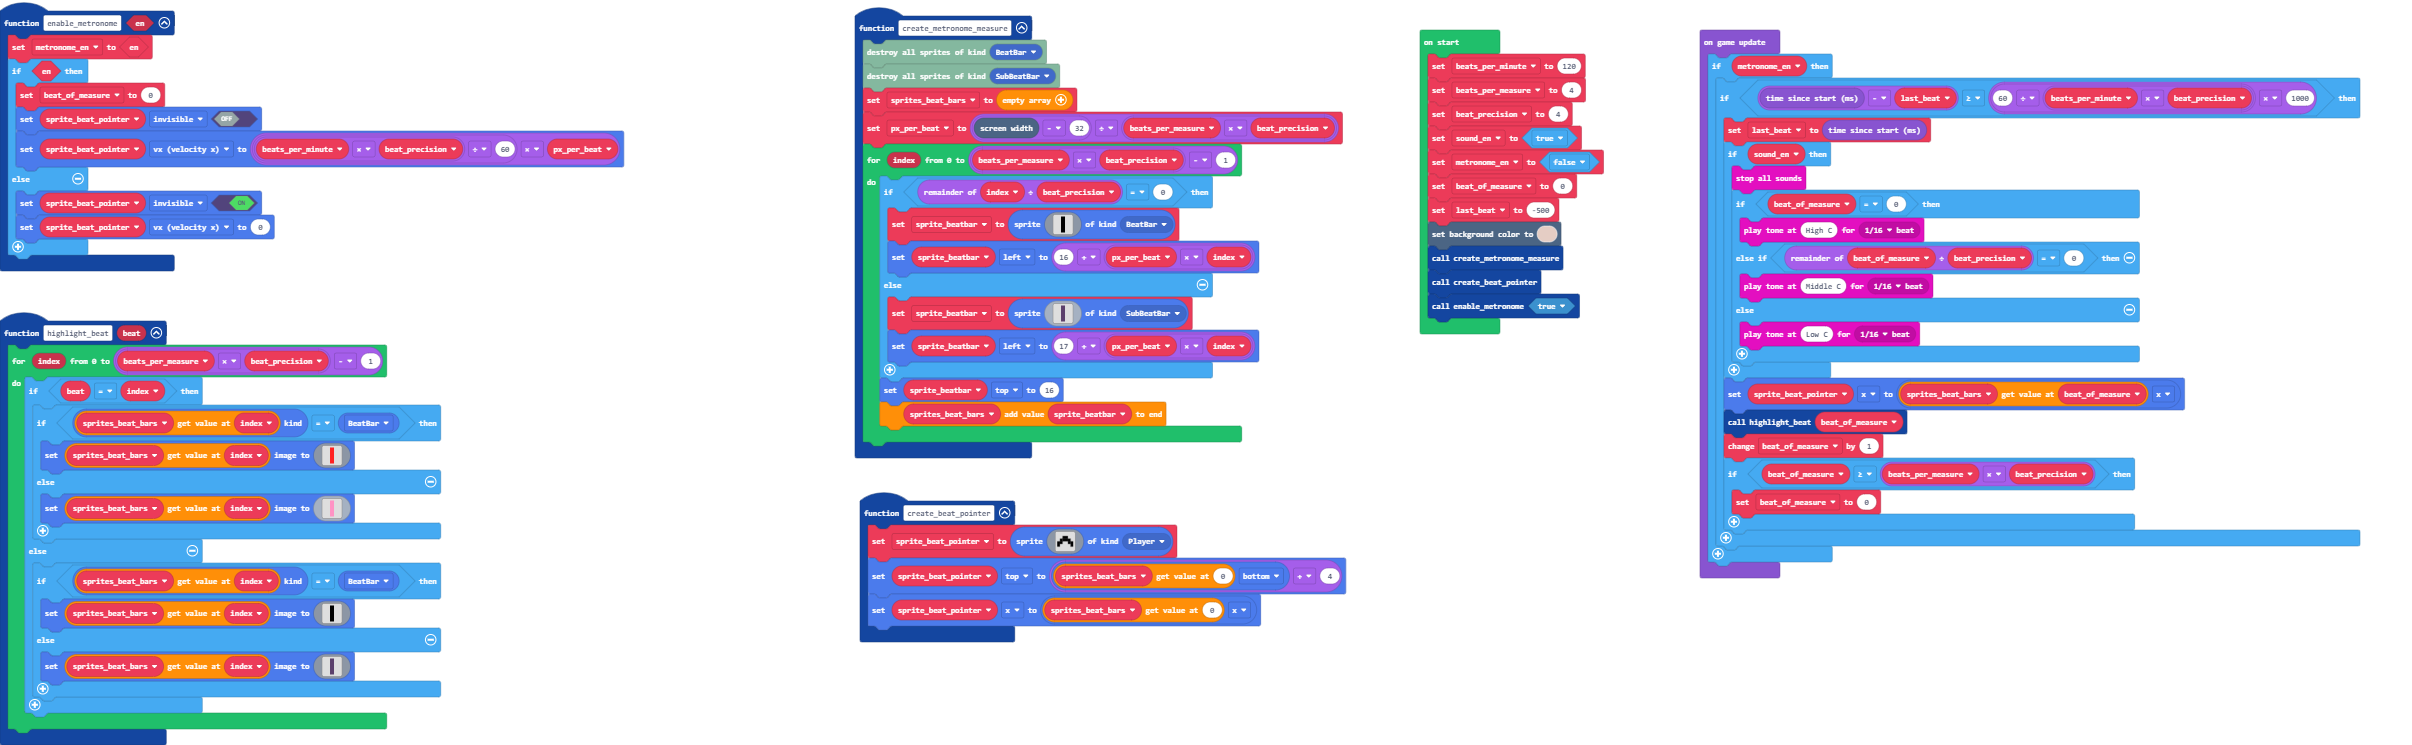 function enable_metronome en
set metronome_en to en
if en then
set beat_of_measure to 0
set sprite_beat_pointer invisible OFF
set sprite_beat_pointer vx (velocity x) to beats_per_minute × beat_precision ÷ 60 × px_per_beat
else
set sprite_beat_pointer invisible ON
set sprite_beat_pointer vx (velocity x) to 0
function highlight_beat beat
for index from 0 to beats_per_measure × beat_precision - 1
do if beat = index then
if sprites_beat_bars get value at index kind = BeatBar then
set sprites_beat_bars get value at index image to
else
set sprites_beat_bars get value at index image to
else
if sprites_beat_bars get value at index kind = BeatBar then
set sprites_beat_bars get value at index image to
else
set sprites_beat_bars get value at index image to
function create_metronome_measure
destroy all sprites of kind BeatBar
destroy all sprites of kind SubBeatBar
set sprites_beat_bars to empty array
set px_per_beat to screen width - 32 ÷ beats_per_measure × beat_precision
for index from 0 to beats_per_measure × beat_precision - 1
do if remainder of index ÷ beat_precision = 0 then
set sprite_beatbar to sprite of kind BeatBar
set sprite_beatbar left to 16 + px_per_beat × index
else
set sprite_beatbar to sprite of kind SubBeatBar
set sprite_beatbar left to 17 + px_per_beat × index
set sprite_beatbar top to 16
sprites_beat_bars add value sprite_beatbar to end
function create_beat_pointer
set sprite_beat_pointer to sprite of kind Player
set sprite_beat_pointer top to sprites_beat_bars get value at 0 bottom + 4
set sprite_beat_pointer x to sprites_beat_bars get value at 0 x
on start
set beats_per_minute to 120
set beats_per_measure to 4
set beat_precision to 4
set sound_en to true
set metronome_en to false
set beat_of_measure to 0
set last_beat to -500
set background color to
call create_metronome_measure
call create_beat_pointer
call enable_metronome true
on game update
if metronome_en then
if time since start (ms) - last_beat ≥ 60 ÷ beats_per_minute × beat_precision × 1000 then
set last_beat to time since start (ms)
if sound_en then
stop all sounds
if beat_of_measure = 0 then
play tone at High C for 1/16 beat
else if remainder of beat_of_measure ÷ beat_precision = 0 then
play tone at Middle C for 1/16 beat
else
play tone at Low C for 1/16 beat
set sprite_beat_pointer x to sprites_beat_bars get value at beat_of_measure x
call highlight_beat beat_of_measure
change beat_of_measure by 1
if beat_of_measure ≥ beats_per_measure × beat_precision then
set beat_of_measure to 0